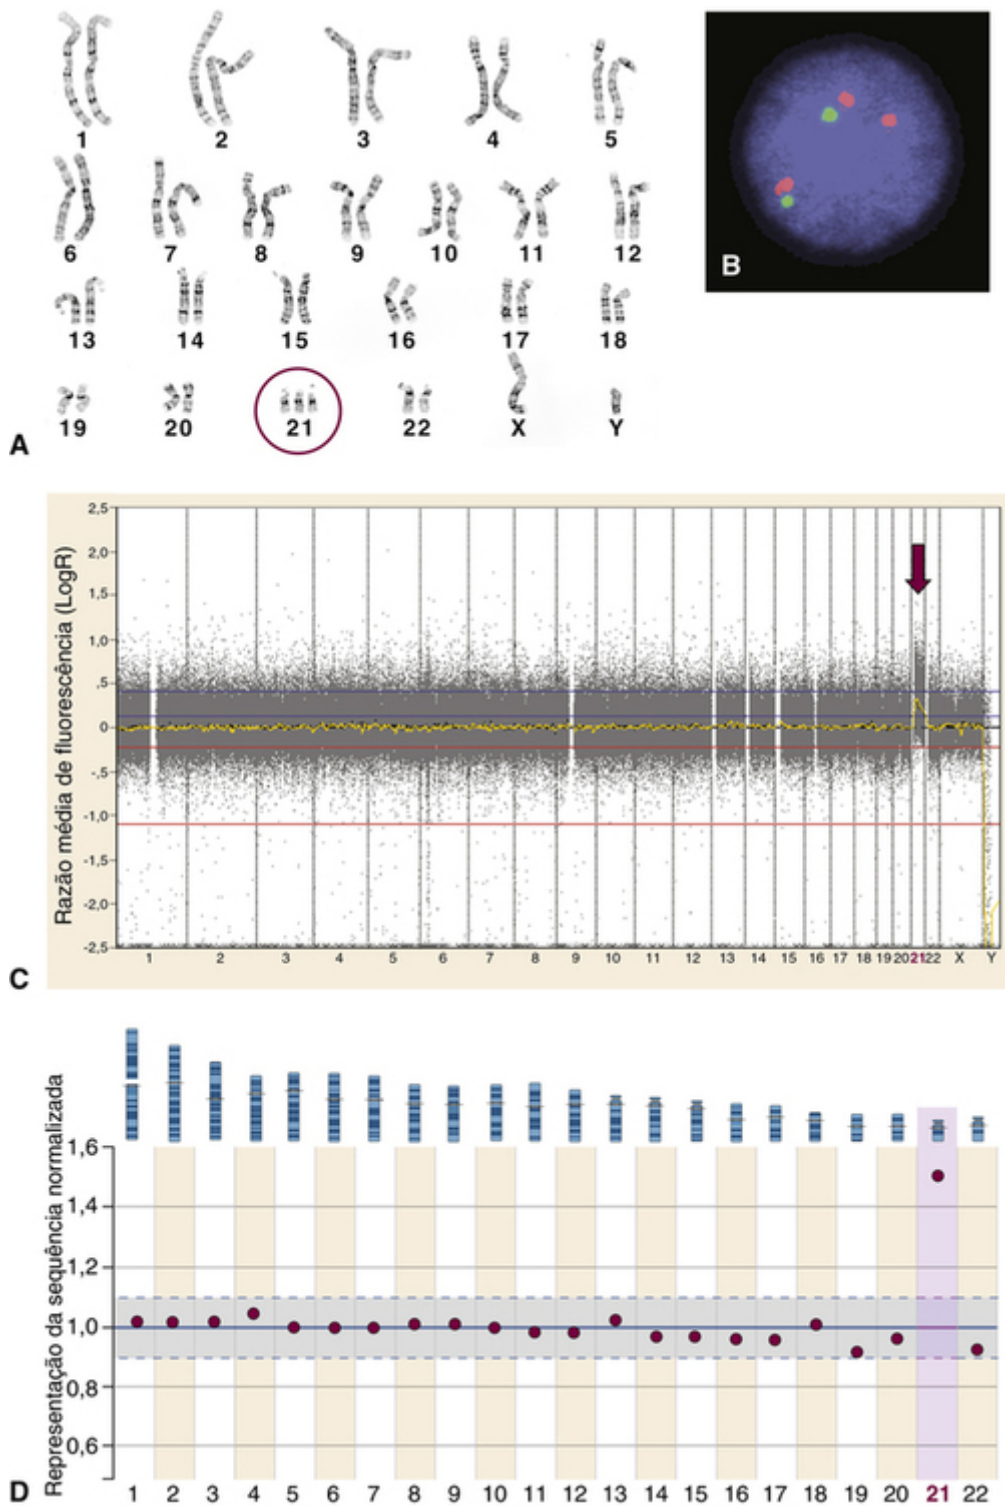 1 2 3 4 5
6 7 8 9 10 11 12
B
13 14 15 16 17 18
19 20 21 22 X Y
A
Razão média de fluorescência (LogR)
2,5
2,0
1,5
1,0
,5
0
-,5
-1,0
-1,5
-2,0
-2,5
1 2 3 4 5 6 7 8 9 10 11 12 13 14 15 16 17 18 19 20 21 22 X Y
C
Representação da sequência normalizada
1,6
1,4
1,2
1,0
0,8
0,6
D
1 2 3 4 5 6 7 8 9 10 11 12 13 14 15 16 17 18 19 20 21 22